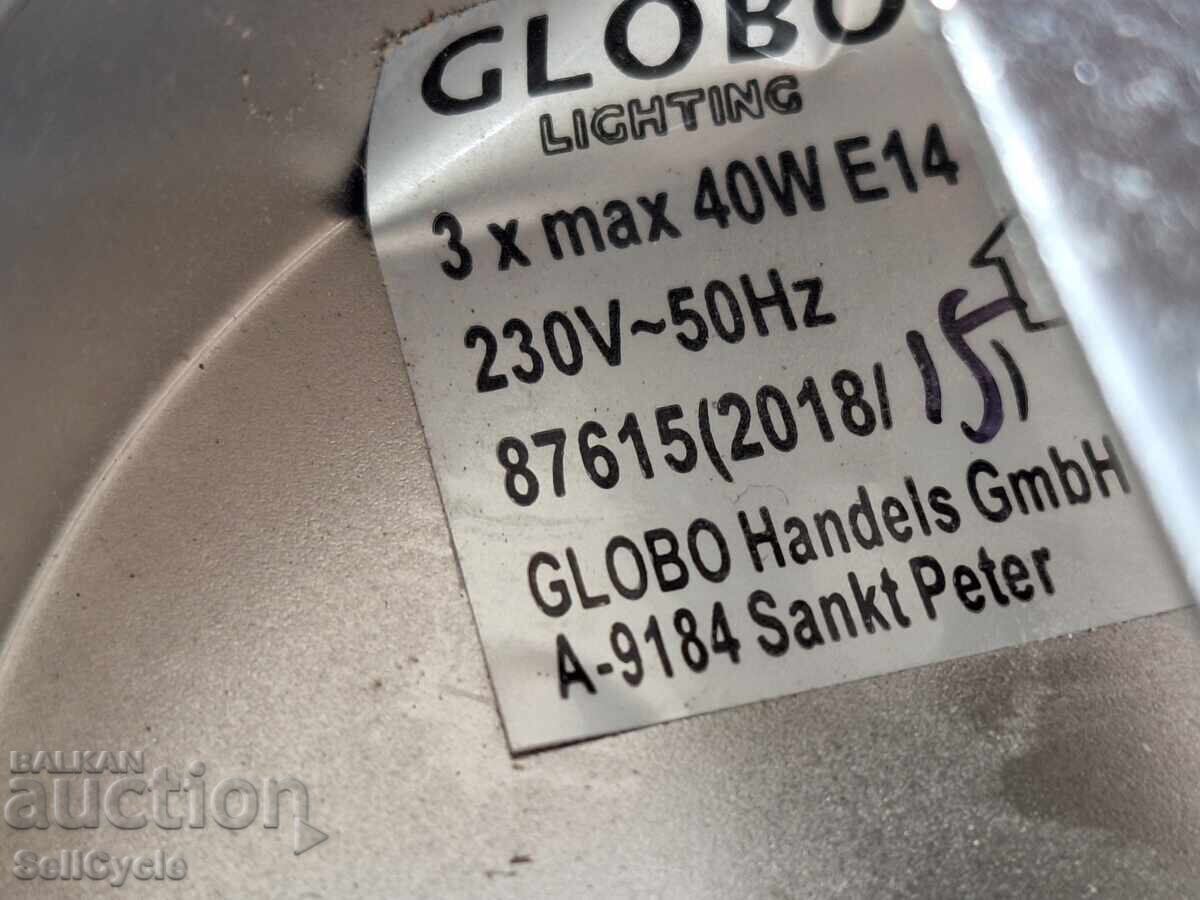 GLOBO
LIGHTING
3 x max 40W E14
230V~50Hz
87615(2018/15)
GLOBO Handels GmbH
A-9184 Sankt Peter
BALKAN
auction
SellCycle